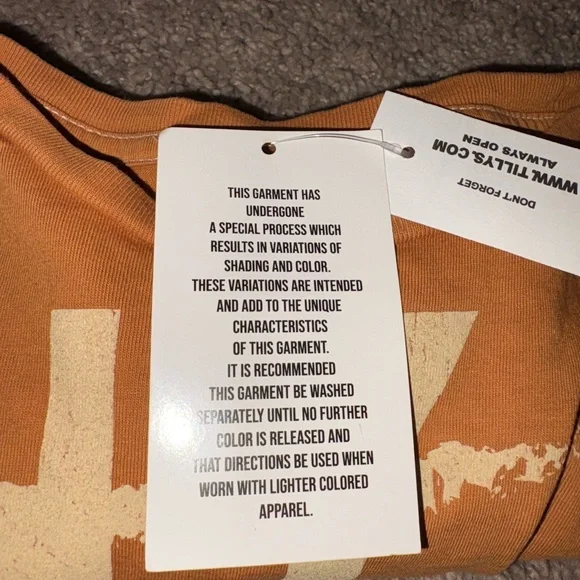 THIS GARMENT HAS
UNDERGONE
A SPECIAL PROCESS WHICH
RESULTS IN VARIATIONS OF
SHADING AND COLOR.
THESE VARIATIONS ARE INTENDED
AND ADD TO THE UNIQUE
CHARACTERISTICS
OF THIS GARMENT.
IT IS RECOMMENDED
THIS GARMENT BE WASHED
SEPARATELY UNTIL NO FURTHER
COLOR IS RELEASED AND
THAT DIRECTIONS BE USED WHEN
WORN WITH LIGHTER COLORED
APPAREL.
DON'T FORGET
WWW.TILLYS.COM
ALWAYS OPEN